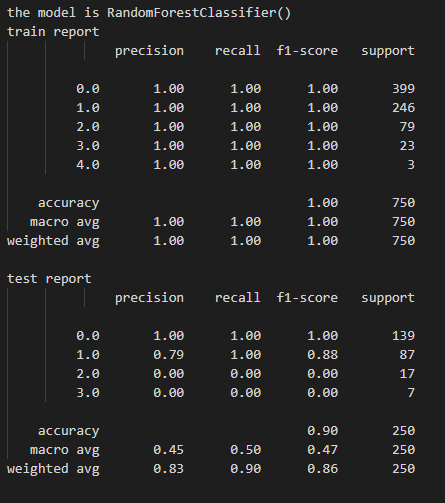 the model is RandomForestClassifier()
train report
precision recall f1-score support
0.0 1.00 1.00 1.00 399
1.0 1.00 1.00 1.00 246
2.0 1.00 1.00 1.00 79
3.0 1.00 1.00 1.00 23
4.0 1.00 1.00 1.00 3
accuracy 1.00 750
macro avg 1.00 1.00 1.00 750
weighted avg 1.00 1.00 1.00 750
test report
precision recall f1-score support
0.0 1.00 1.00 1.00 139
1.0 0.79 1.00 0.88 87
2.0 0.00 0.00 0.00 17
3.0 0.00 0.00 0.00 7
accuracy 0.90 250
macro avg 0.45 0.50 0.47 250
weighted avg 0.83 0.90 0.86 250